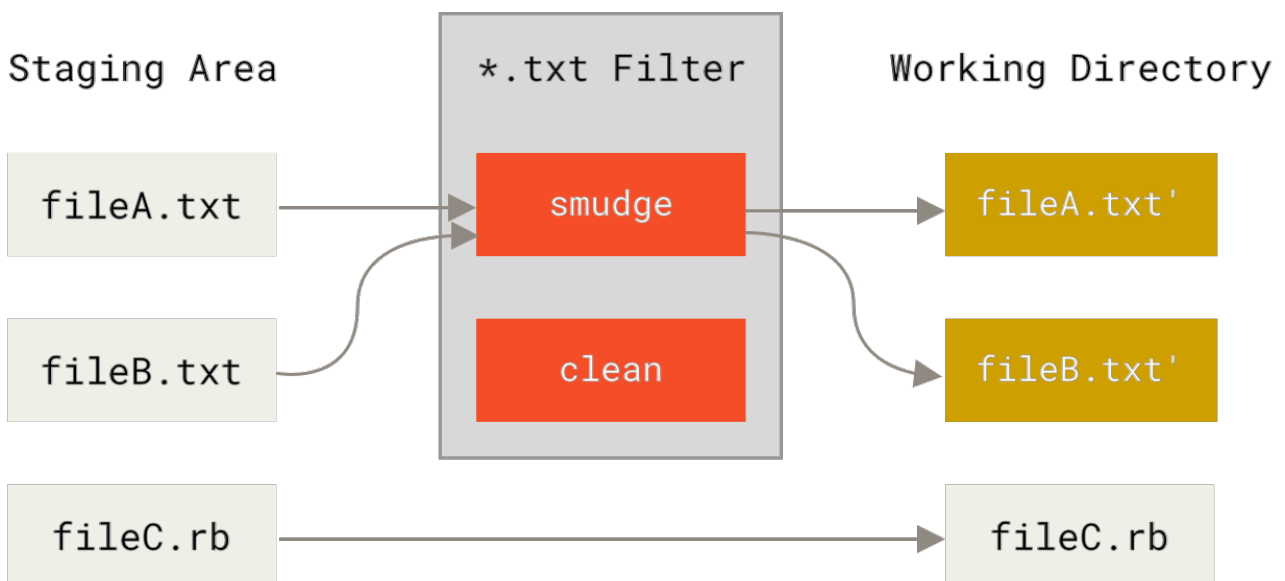 Staging Area
*.txt Filter
Working Directory
fileA.txt
smudge
fileA.txt'
fileB.txt
clean
fileB.txt'
fileC.rb
fileC.rb